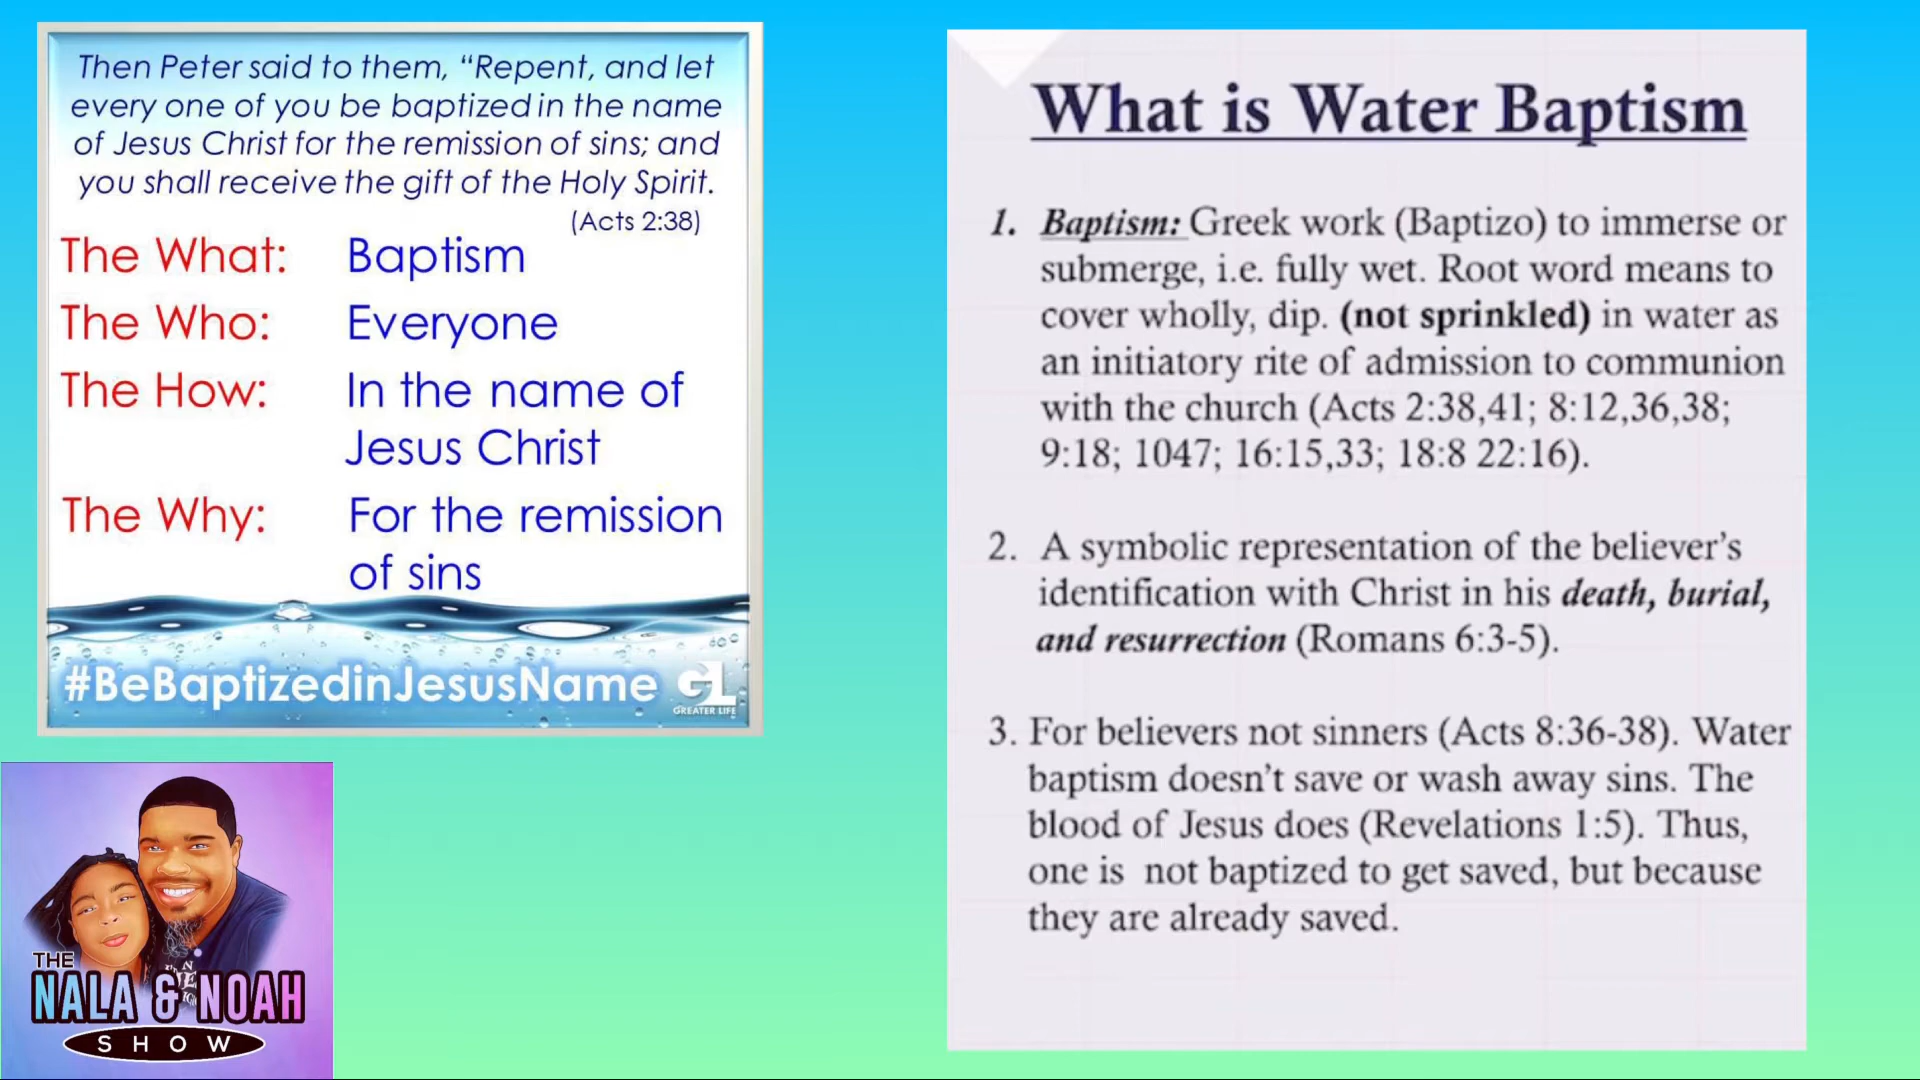 Then Peter said to them, “Repent, and let
every one of you be baptized in the name
of Jesus Christ for the remission of sins; and
you shall receive the gift of the Holy Spirit.
(Acts 2:38)
The What: Baptism
The Who: Everyone
The How: In the name of
Jesus Christ
The Why: For the remission
of sins
#BeBaptizedinJesusName GL
GREATER LIFE
THE
NALA & NOAH
SHOW
What is Water Baptism
1. Baptism: Greek work (Baptizo) to immerse or
submerge, i.e. fully wet. Root word means to
cover wholly, dip. (not sprinkled) in water as
an initiatory rite of admission to communion
with the church (Acts 2:38,41; 8:12,36,38;
9:18; 1047; 16:15,33; 18:8 22:16).
2. A symbolic representation of the believer’s
identification with Christ in his death, burial,
and resurrection (Romans 6:3-5).
3. For believers not sinners (Acts 8:36-38). Water
baptism doesn’t save or wash away sins. The
blood of Jesus does (Revelations 1:5). Thus,
one is not baptized to get saved, but because
they are already saved.